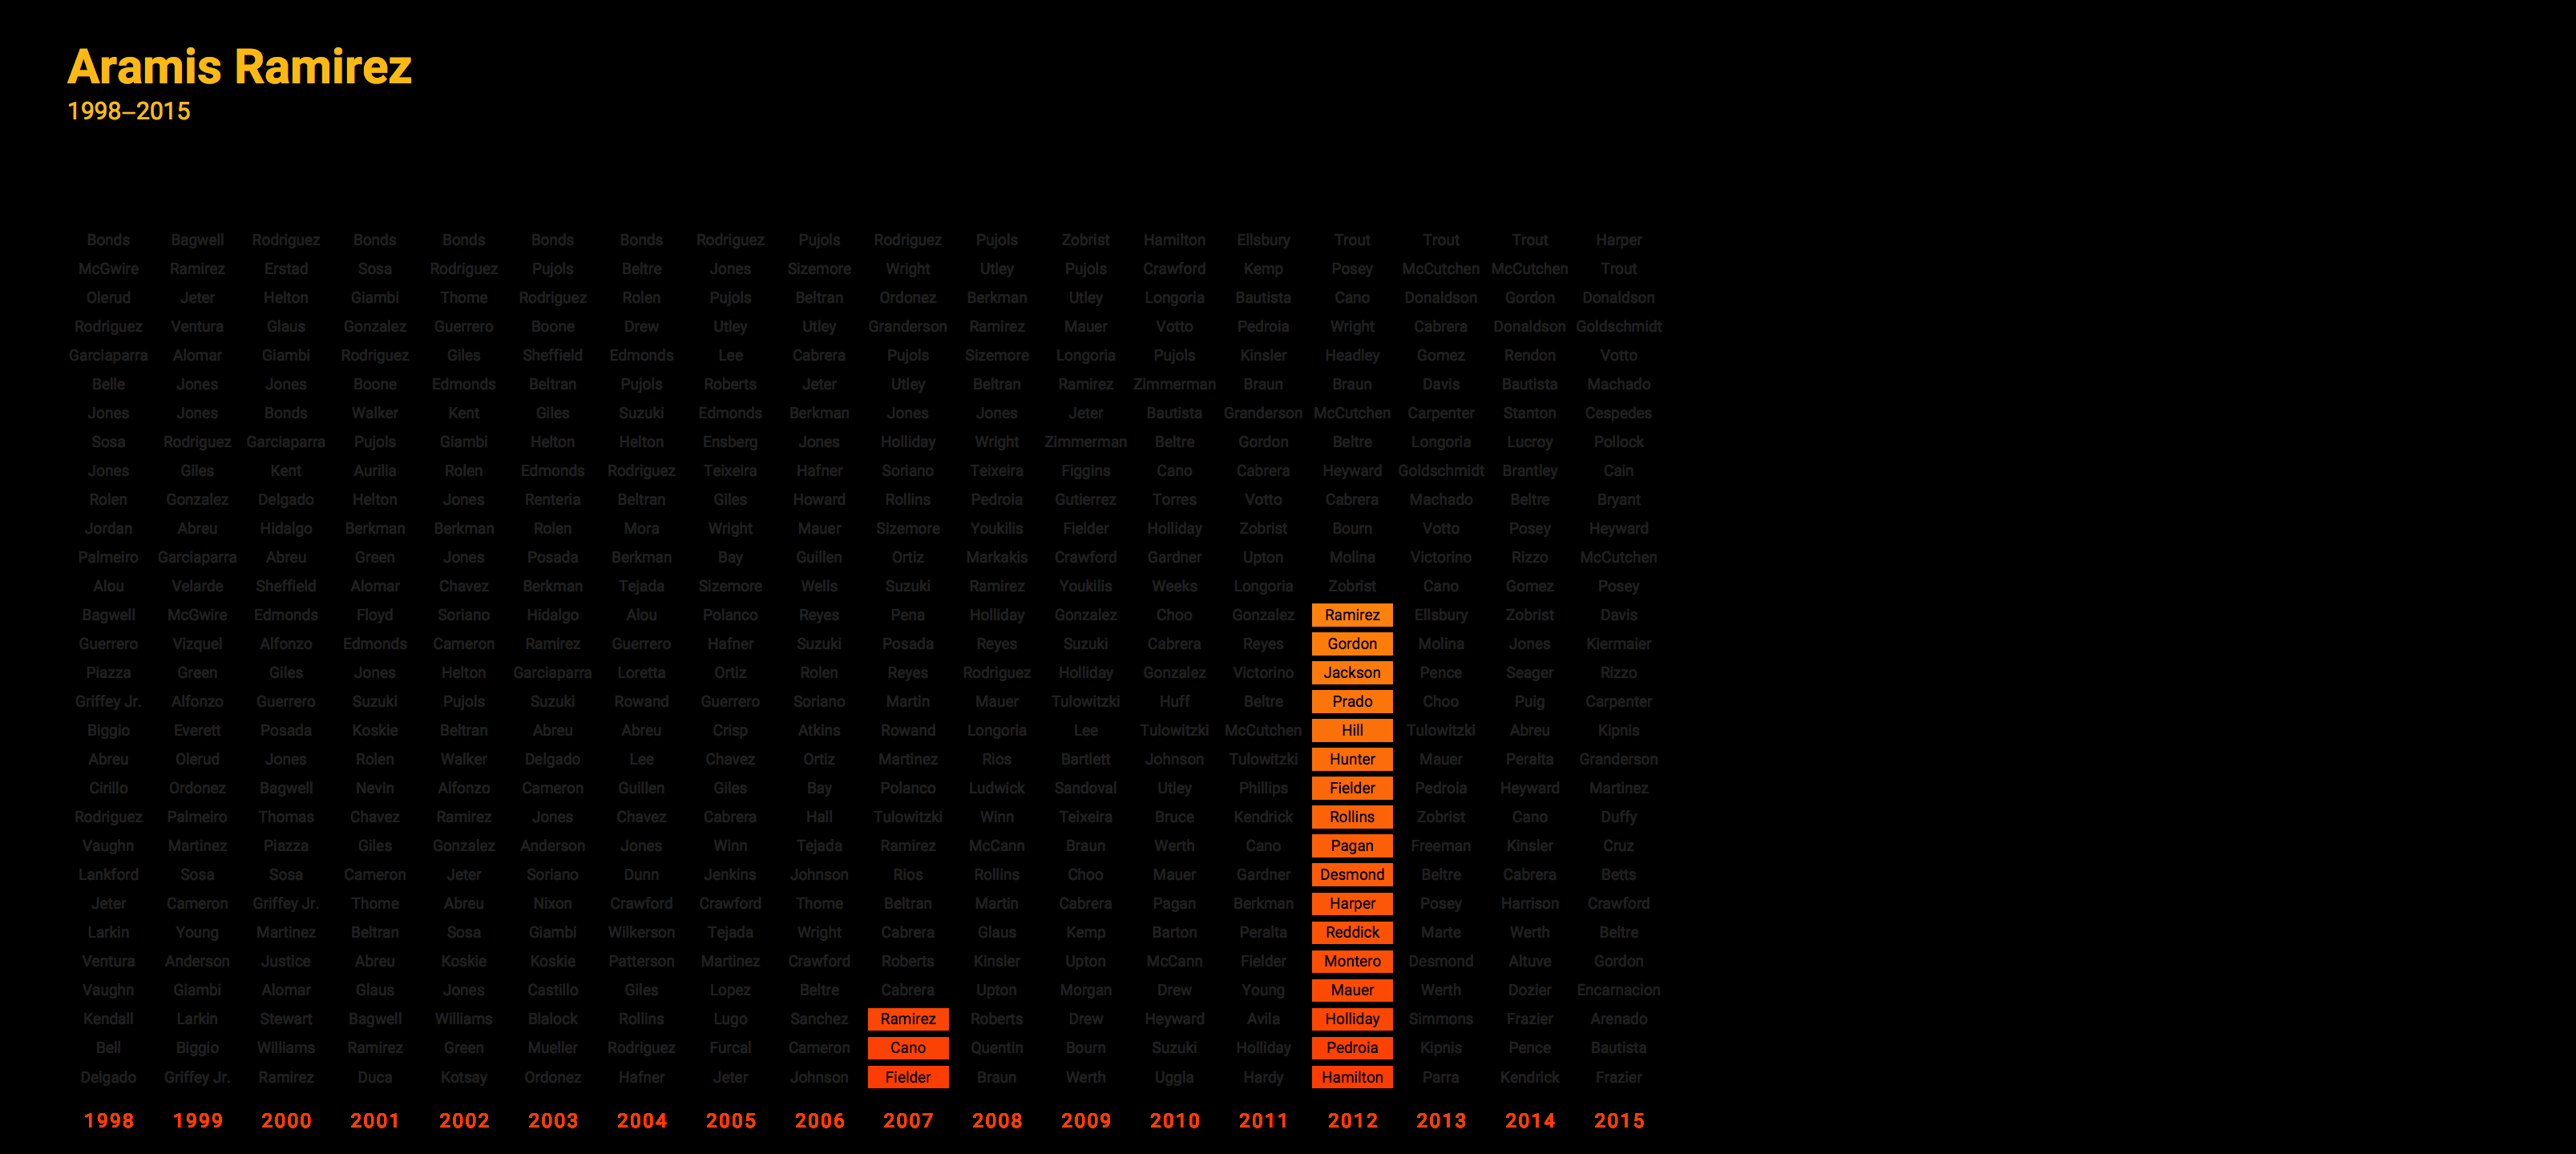 Aramis Ramirez
1998–2015
Bonds Bagwell Rodriguez Bonds Bonds Bonds Bonds Rodriguez Pujols Rodriguez Pujols Zobrist Hamilton Ellsbury Trout Trout Trout Harper
McGwire Ramirez Erstad Sosa Rodriguez Pujols Beltre Jones Sizemore Wright Utley Pujols Crawford Kemp Posey McCutchen McCutchen Trout
Olerud Jeter Helton Giambi Thome Rodriguez Rolen Pujols Beltran Ordonez Berkman Utley Longoria Bautista Cano Donaldson Gordon Donaldson
Rodriguez Ventura Glaus Gonzalez Guerrero Boone Drew Utley Utley Granderson Ramirez Mauer Votto Pedroia Wright Cabrera Donaldson Goldschmidt
Garciaparra Alomar Giambi Rodriguez Giles Sheffield Edmonds Lee Cabrera Pujols Sizemore Longoria Pujols Kinsler Headley Gomez Rendon Votto
Belle Jones Jones Boone Edmonds Beltran Pujols Roberts Jeter Utley Beltran Ramirez Zimmerman Braun Braun Davis Bautista Machado
Jones Jones Bonds Walker Kent Giles Suzuki Edmonds Berkman Jones Jones Jeter Bautista Granderson McCutchen Carpenter Stanton Cespedes
Sosa Rodriguez Garciaparra Pujols Giambi Helton Helton Ensberg Jones Holliday Wright Zimmerman Beltre Gordon Beltre Longoria Lucroy Pollock
Jones Giles Kent Aurilia Rolen Edmonds Rodriguez Teixeira Hafner Soriano Teixeira Figgins Cano Cabrera Heyward Goldschmidt Brantley Cain
Rolen Gonzalez Delgado Helton Jones Renteria Beltran Giles Howard Rollins Pedroia Gutierrez Torres Votto Cabrera Machado Beltre Bryant
Jordan Abreu Hidalgo Berkman Berkman Rolen Mora Wright Mauer Sizemore Youkilis Fielder Holliday Zobrist Bourn Votto Posey Heyward
Palmeiro Garciaparra Abreu Green Jones Posada Berkman Bay Guillen Ortiz Markakis Crawford Gardner Upton Molina Victorino Rizzo McCutchen
Alou Velarde Sheffield Alomar Chavez Berkman Tejada Sizemore Wells Suzuki Ramirez Youkilis Weeks Longoria Zobrist Cano Gomez Posey
Bagwell McGwire Edmonds Floyd Soriano Hidalgo Alou Polanco Reyes Pena Holliday Gonzalez Choo Gonzalez Ramirez Ellsbury Zobrist Davis
Guerrero Vizquel Alfonzo Edmonds Cameron Ramirez Guerrero Hafner Suzuki Posada Reyes Suzuki Cabrera Reyes Gordon Molina Jones Kiermaier
Piazza Green Giles Jones Helton Garciaparra Loretta Ortiz Rolen Reyes Rodriguez Holliday Gonzalez Victorino Jackson Pence Seager Rizzo
Griffey Jr. Alfonzo Guerrero Suzuki Pujols Suzuki Rowand Guerrero Soriano Martin Mauer Tulowitzki Huff Beltre Prado Choo Puig Carpenter
Biggio Everett Posada Koskie Beltran Abreu Abreu Crisp Atkins Rowand Longoria Lee Tulowitzki McCutchen Hill Tulowitzki Abreu Kipnis
Abreu Olerud Jones Rolen Walker Delgado Lee Chavez Ortiz Martinez Rios Bartlett Johnson Tulowitzki Hunter Mauer Peralta Granderson
Cirillo Ordonez Bagwell Nevin Alfonzo Cameron Guillen Giles Bay Polanco Ludwick Sandoval Utley Phillips Fielder Pedroia Heyward Martinez
Rodriguez Palmeiro Thomas Chavez Ramirez Jones Chavez Cabrera Hall Tulowitzki Winn Teixeira Bruce Kendrick Rollins Zobrist Cano Duffy
Vaughn Martinez Piazza Giles Gonzalez Anderson Jones Winn Tejada Ramirez McCann Braun Werth Cano Pagan Freeman Kinsler Cruz
Lankford Sosa Sosa Cameron Jeter Soriano Dunn Jenkins Johnson Rios Rollins Choo Mauer Gardner Desmond Beltre Cabrera Betts
Jeter Cameron Griffey Jr. Thome Abreu Nixon Crawford Crawford Thome Beltran Martin Cabrera Pagan Berkman Harper Posey Harrison Crawford
Larkin Young Martinez Beltran Sosa Giambi Wilkerson Tejada Wright Cabrera Glaus Kemp Barton Peralta Reddick Marte Werth Beltre
Ventura Anderson Justice Abreu Koskie Koskie Patterson Martinez Crawford Roberts Kinsler Upton McCann Fielder Montero Desmond Altuve Gordon
Vaughn Giambi Alomar Glaus Jones Castillo Giles Lopez Beltre Cabrera Upton Morgan Drew Young Mauer Werth Dozier Encarnacion
Kendall Larkin Stewart Bagwell Williams Blalock Rollins Lugo Sanchez Ramirez Roberts Drew Heyward Avila Holliday Simmons Frazier Arenado
Bell Biggio Williams Ramirez Green Mueller Rodriguez Furcal Cameron Cano Quentin Bourn Suzuki Holliday Pedroia Kipnis Pence Bautista
Delgado Griffey Jr. Ramirez Duca Kotsay Ordonez Hafner Jeter Johnson Fielder Braun Werth Uggla Hardy Hamilton Parra Kendrick Frazier
1998 1999 2000 2001 2002 2003 2004 2005 2006 2007 2008 2009 2010 2011 2012 2013 2014 2015